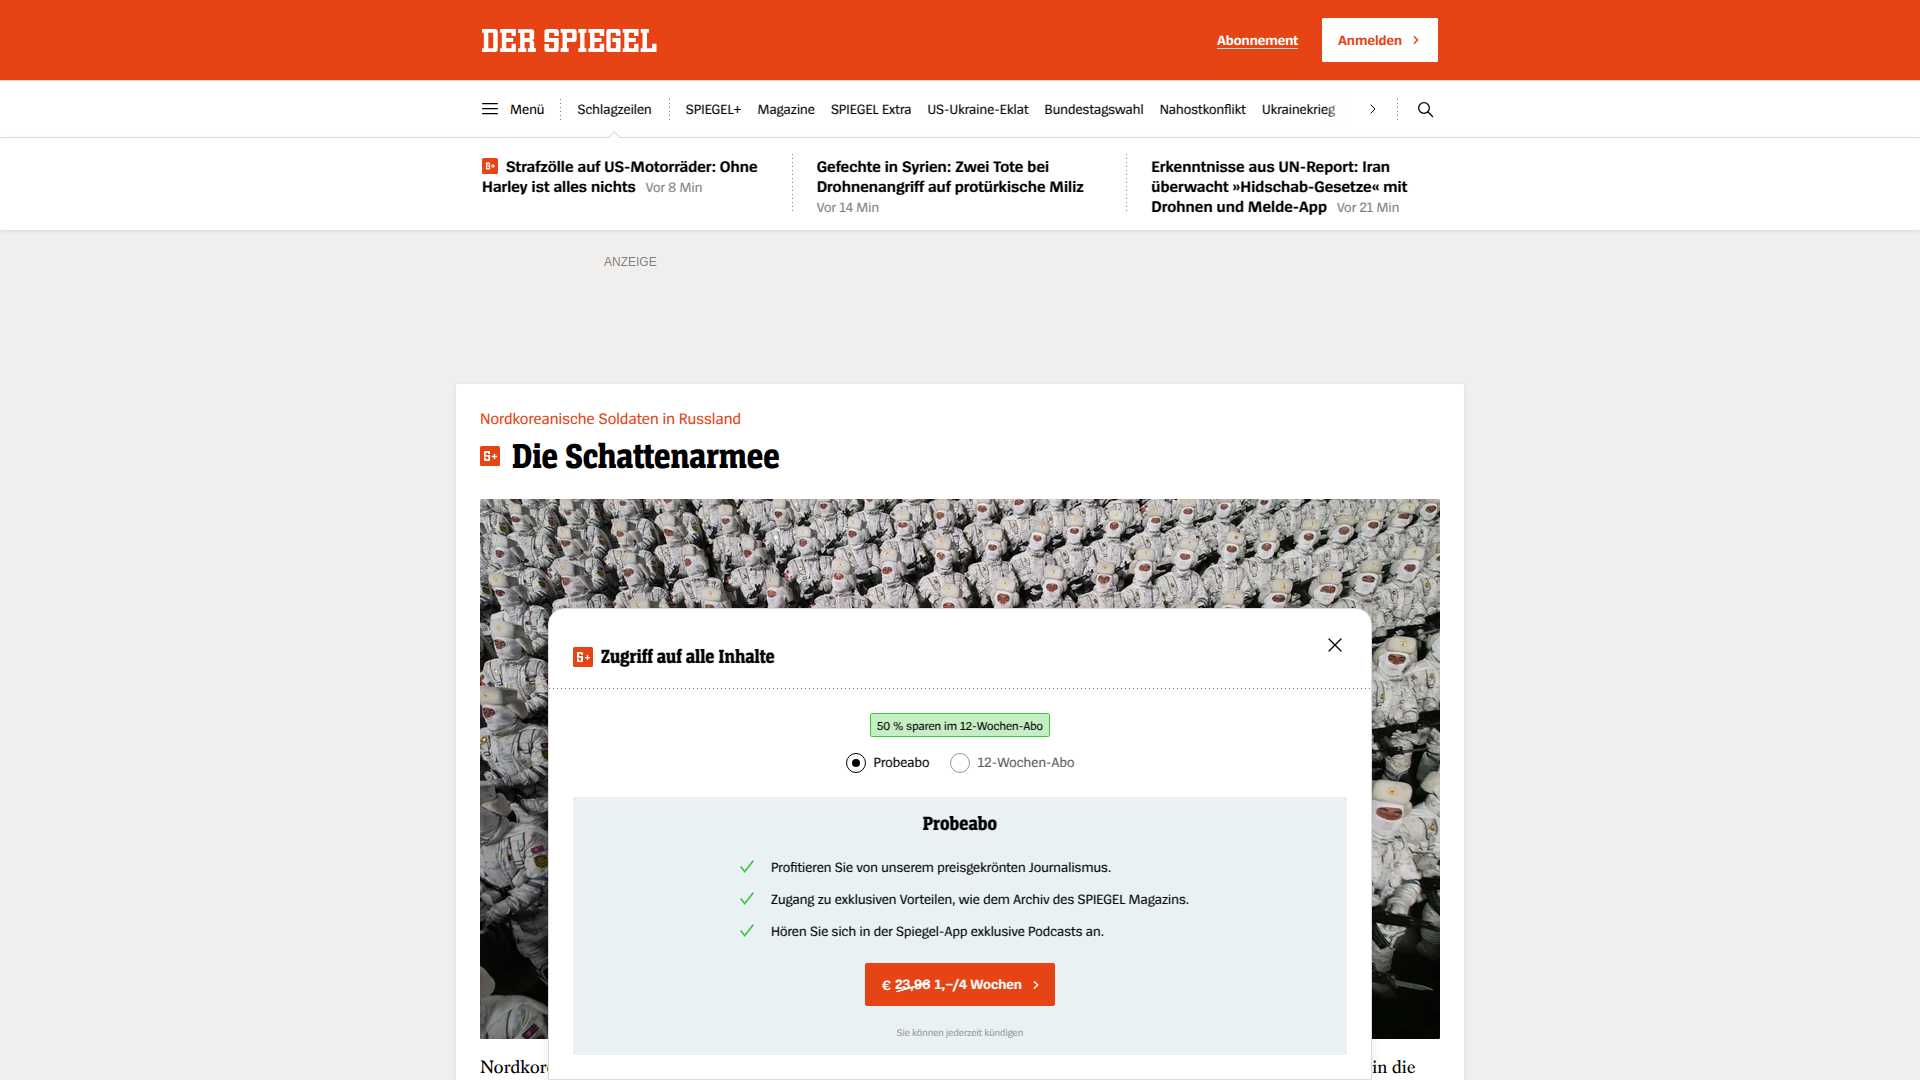 DER SPIEGEL
Abonnement
Anmelden
Menü
Schlagzeilen
SPIEGEL+
Magazine
SPIEGEL Extra
US-Ukraine-Eklat
Bundestagswahl
Nahostkonflikt
Ukrainekrieg
Strafzölle auf US-Motorräder: Ohne
Harley ist alles nichts Vor 8 Min
Gefechte in Syrien: Zwei Tote bei
Drohnenangriff auf protürkische Miliz
Vor 14 Min
Erkenntnisse aus UN-Report: Iran
überwacht »Hidschab-Gesetze« mit
Drohnen und Melde-App Vor 21 Min
ANZEIGE
Nordkoreanische Soldaten in Russland
Die Schattenarmee
Zugriff auf alle Inhalte
50 % sparen im 12-Wochen-Abo
Probeabo
12-Wochen-Abo
Probeabo
Profitieren Sie von unserem preisgekrönten Journalismus.
Zugang zu exklusiven Vorteilen, wie dem Archiv des SPIEGEL Magazins.
Hören Sie sich in der Spiegel-App exklusive Podcasts an.
€ 23,96 1,–/4 Wochen
Sie können jederzeit kündigen
in die